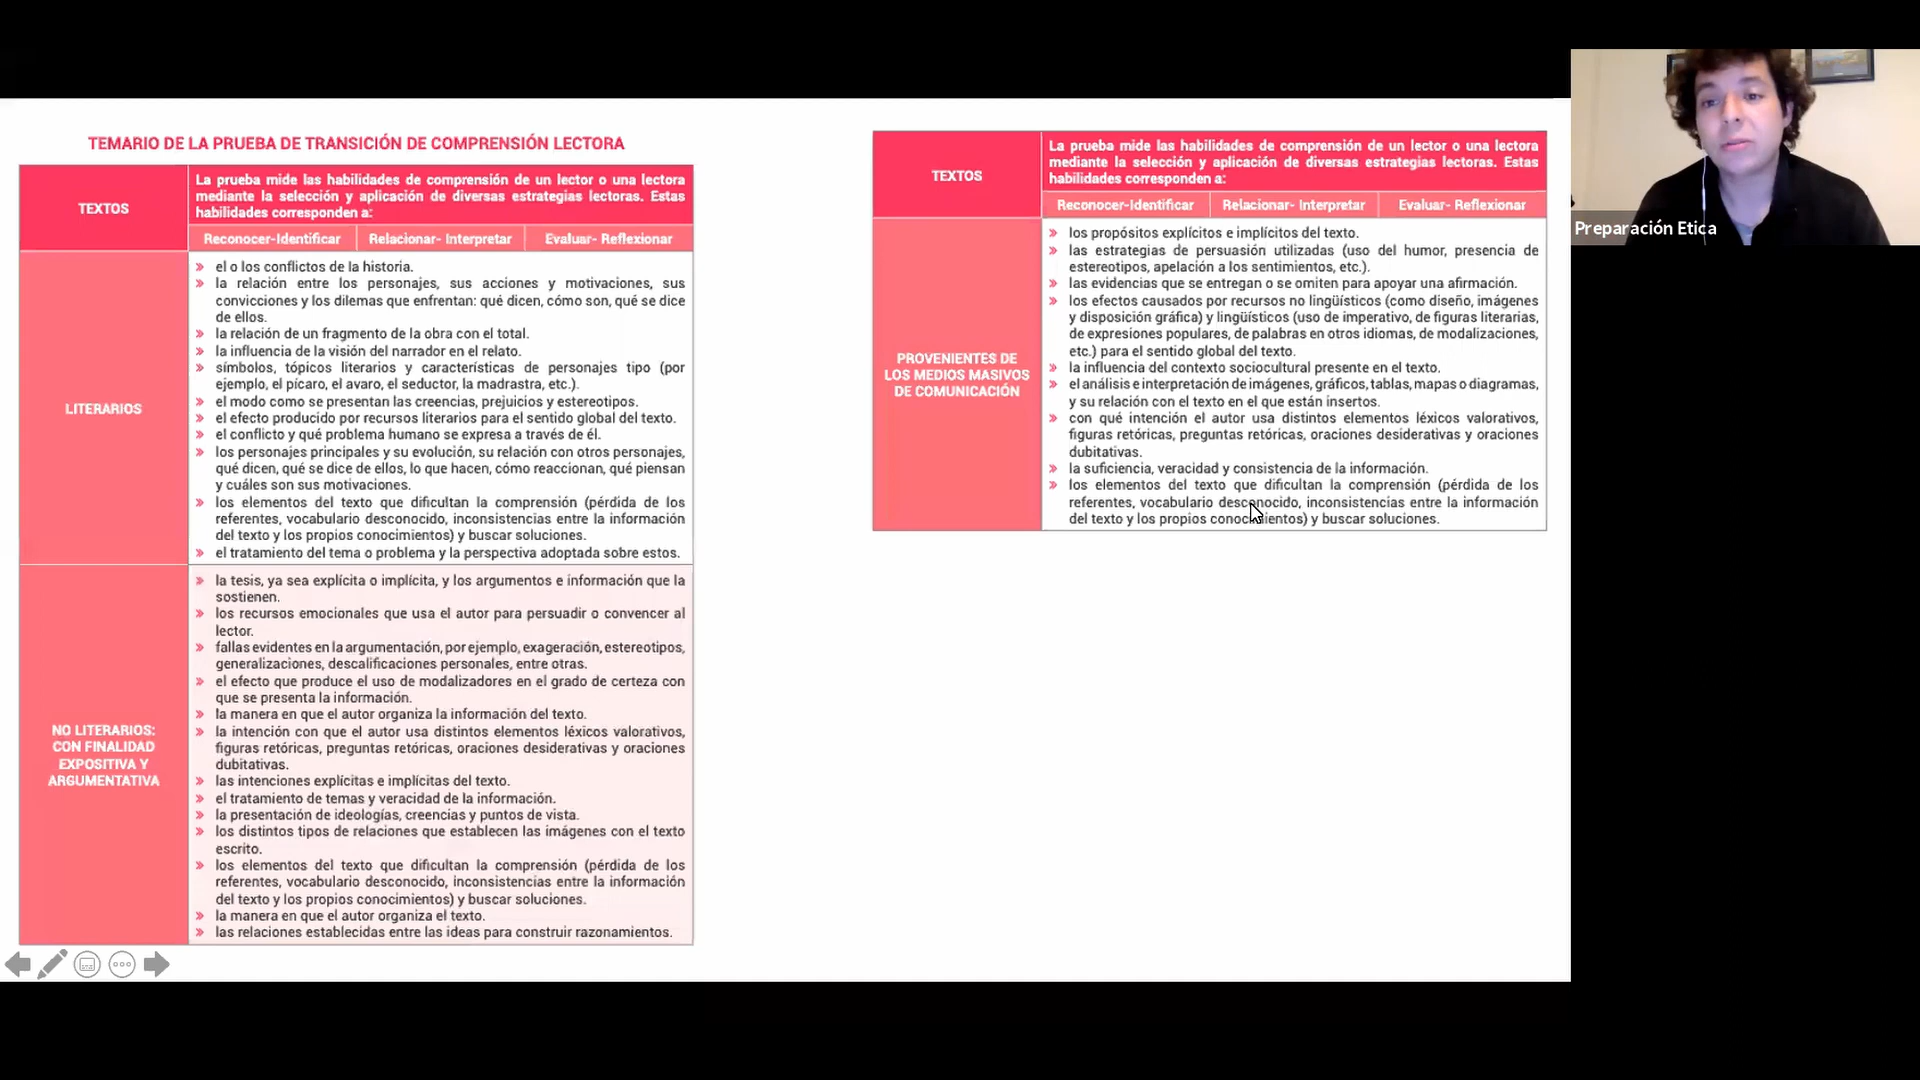 TEMARIO DE LA PRUEBA DE TRANSICIÓN DE COMPRENSIÓN LECTORA
TEXTOS
La prueba mide las habilidades de comprensión de un lector o una lectora
mediante la selección y aplicación de diversas estrategias lectoras. Estas
habilidades corresponden a:
Reconocer-Identificar
Relacionar- Interpretar
Evaluar- Reflexionar
LITERARIOS
» el o los conflictos de la historia.
» la relación entre los personajes, sus acciones y motivaciones, sus
convicciones y los dilemas que enfrentan: qué dicen, cómo son, qué se dice
de ellos.
» la relación de un fragmento de la obra con el total.
» la influencia de la visión del narrador en el relato.
» símbolos, tópicos literarios y características de personajes tipo (por
ejemplo, el pícaro, el avaro, el seductor, la madrastra, etc.).
» el modo como se presentan las creencias, prejuicios y estereotipos.
» el efecto producido por recursos literarios para el sentido global del texto.
» el conflicto y qué problema humano se expresa a través de él.
» los personajes principales y su evolución, su relación con otros personajes,
qué dicen, qué se dice de ellos, lo que hacen, cómo reaccionan, qué piensan
y cuáles son sus motivaciones.
» los elementos del texto que dificultan la comprensión (pérdida de los
referentes, vocabulario desconocido, inconsistencias entre la información
del texto y los propios conocimientos) y buscar soluciones.
» el tratamiento del tema o problema y la perspectiva adoptada sobre estos.
NO LITERARIOS:
CON FINALIDAD
EXPOSITIVA Y
ARGUMENTATIVA
» la tesis, ya sea explícita o implícita, y los argumentos e información que la
sostienen.
» los recursos emocionales que usa el autor para persuadir o convencer al
lector.
» fallas evidentes en la argumentación, por ejemplo, exageración, estereotipos,
generalizaciones, descalificaciones personales, entre otras.
» el efecto que produce el uso de modalizadores en el grado de certeza con
que se presenta la información.
» la manera en que el autor organiza la información del texto.
» la intención con que el autor usa distintos elementos léxicos valorativos,
figuras retóricas, preguntas retóricas, oraciones desiderativas y oraciones
dubitativas.
» las intenciones explícitas e implícitas del texto.
» el tratamiento de temas y veracidad de la información.
» la presentación de ideologías, creencias y puntos de vista.
» los distintos tipos de relaciones que establecen las imágenes con el texto
escrito.
» los elementos del texto que dificultan la comprensión (pérdida de los
referentes, vocabulario desconocido, inconsistencias entre la información
del texto y los propios conocimientos) y buscar soluciones.
» la manera en que el autor organiza el texto.
» las relaciones establecidas entre las ideas para construir razonamientos.
TEXTOS
La prueba mide las habilidades de comprensión de un lector o una lectora
mediante la selección y aplicación de diversas estrategias lectoras. Estas
habilidades corresponden a:
Reconocer-Identificar
Relacionar- Interpretar
Evaluar- Reflexionar
PROVENIENTES DE
LOS MEDIOS MASIVOS
DE COMUNICACIÓN
» los propósitos explícitos e implícitos del texto.
» las estrategias de persuasión utilizadas (uso del humor, presencia de
estereotipos, apelación a los sentimientos, etc.).
» las evidencias que se entregan o se omiten para apoyar una afirmación.
» los efectos causados por recursos no lingüísticos (como diseño, imágenes
y disposición gráfica) y lingüísticos (uso de imperativo, de figuras literarias,
de expresiones populares, de palabras en otros idiomas, de modalizaciones,
etc.) para el sentido global del texto.
» la influencia del contexto sociocultural presente en el texto.
» el análisis e interpretación de imágenes, gráficos, tablas, mapas o diagramas,
y su relación con el texto en el que están insertos.
» con qué intención el autor usa distintos elementos léxicos valorativos,
figuras retóricas, preguntas retóricas, oraciones desiderativas y oraciones
dubitativas.
» la suficiencia, veracidad y consistencia de la información.
» los elementos del texto que dificultan la comprensión (pérdida de los
referentes, vocabulario desconocido, inconsistencias entre la información
del texto y los propios conocimientos) y buscar soluciones.
Preparación Etica